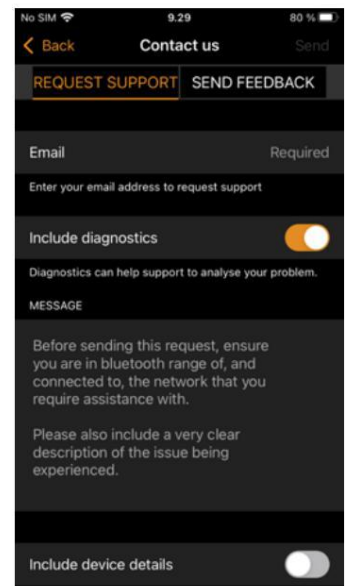 No SIM 9.29 80 %
Back Contact us Send
REQUEST SUPPORT SEND FEEDBACK
Email Required
Enter your email address to request support
Include diagnostics
Diagnostics can help support to analyse your problem.
MESSAGE
Before sending this request, ensure
you are in bluetooth range of, and
connected to, the network that you
require assistance with.
Please also include a very clear
description of the issue being
experienced.
Include device details